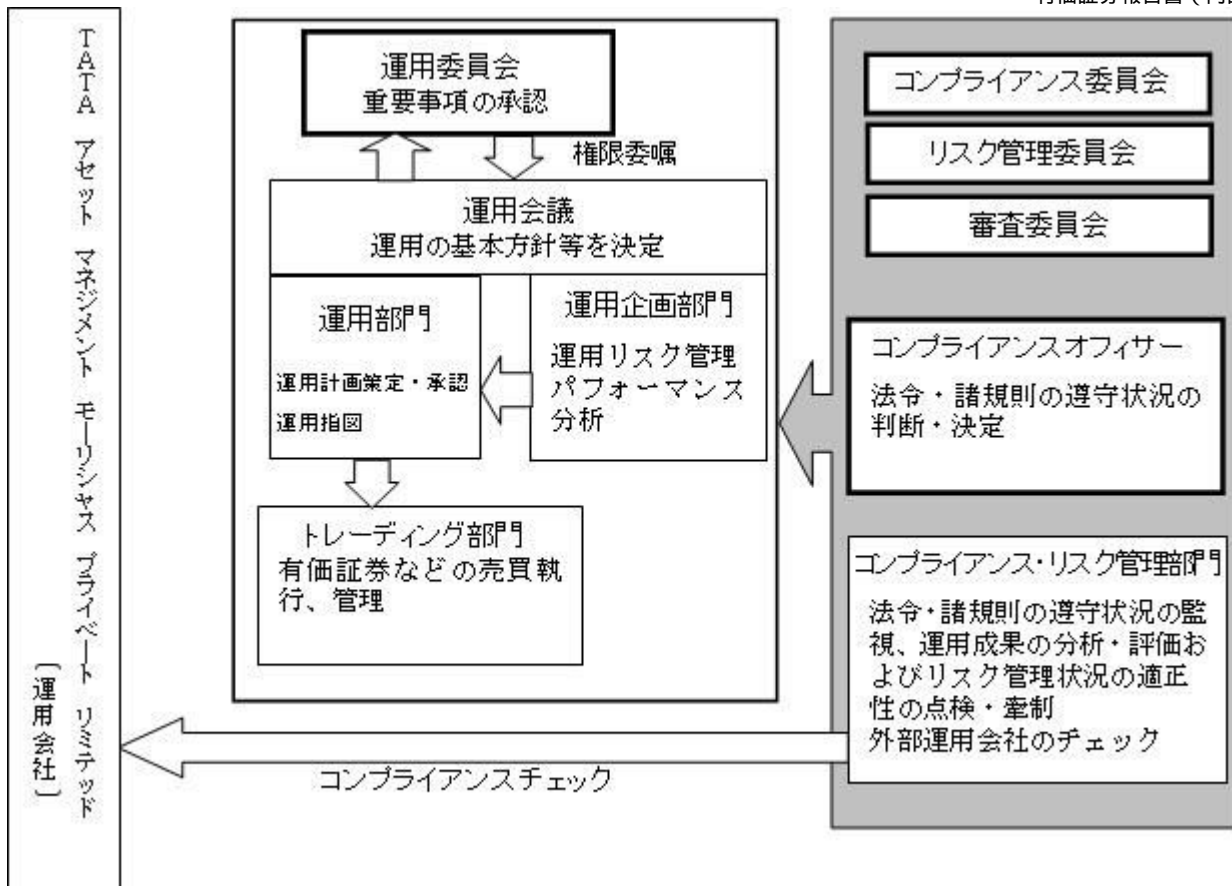 TATA アセット マネジメント モーリシャス プライベート リミテッド
〔運用会社〕
運用委員会
重要事項の承認
権限委嘱
運用会議
運用の基本方針等を決定
運用部門
運用計画策定・承認
運用指図
運用企画部門
運用リスク管理
パフォーマンス
分析
トレーディング部門
有価証券などの売買執
行、管理
コンプライアンスチェック
コンプライアンス委員会
リスク管理委員会
審査委員会
コンプライアンスオフィサー
法令・諸規則の遵守状況の
判断・決定
コンプライアンス・リスク管理部門
法令・諸規則の遵守状況の監
視、運用成果の分析・評価お
よびリスク管理状況の適正
性の点検・牽制
外部運用会社のチェック